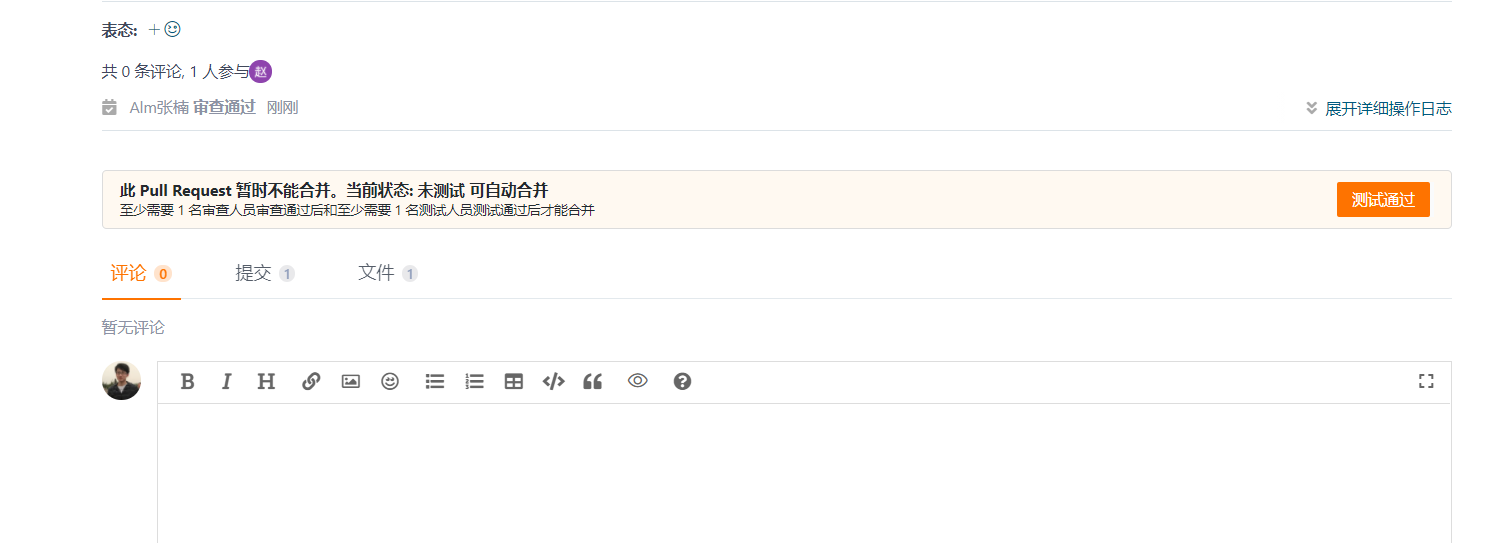 表态:
共 0 条评论, 1 人参与 赵
Alm张楠 审查通过 刚刚
展开详细操作日志
此 Pull Request 暂时不能合并。当前状态: 未测试 可自动合并
至少需要 1 名审查人员审查通过后和至少需要 1 名测试人员测试通过后才能合并
测试通过
评论 0 提交 1 文件 1
暂无评论